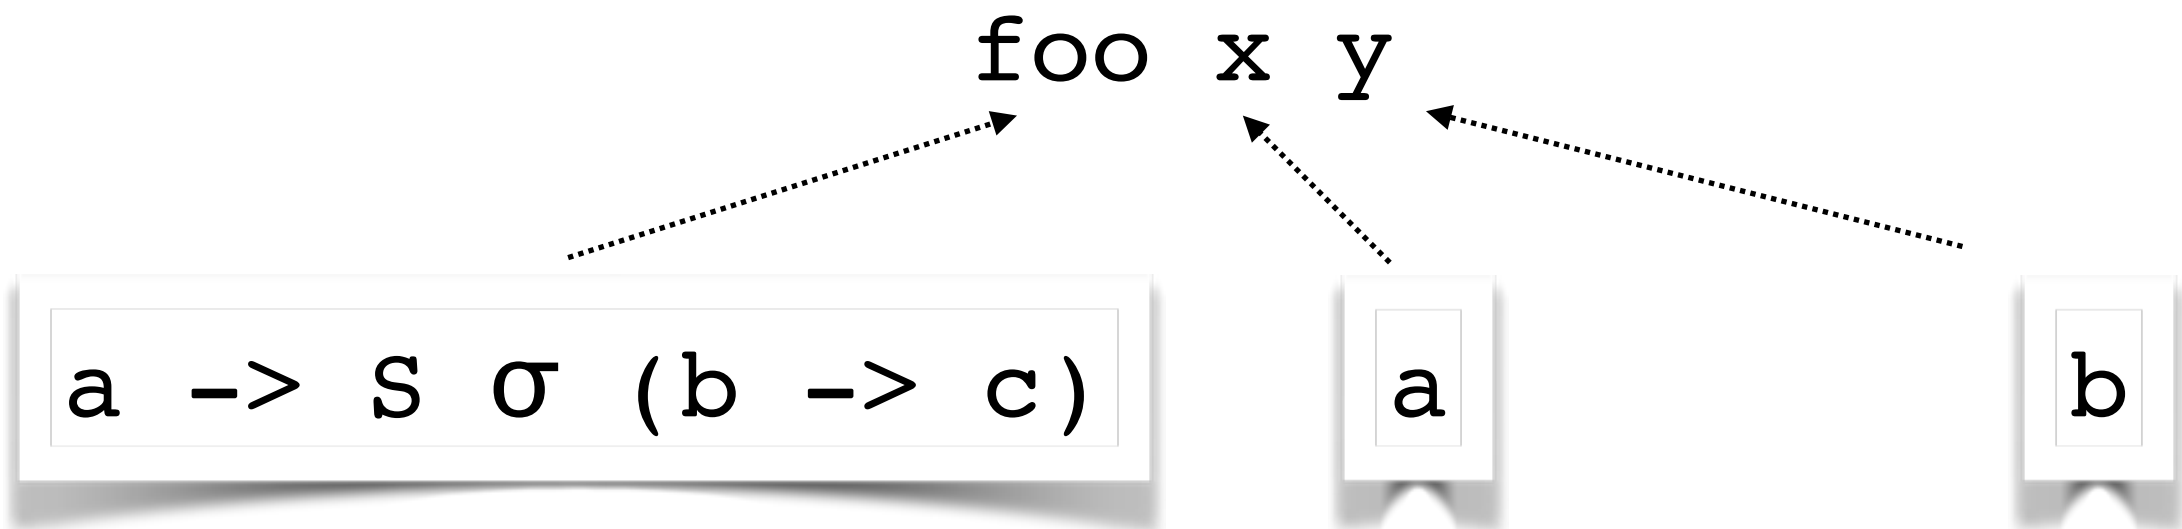 foo x y
a -> S σ (b -> c) a b